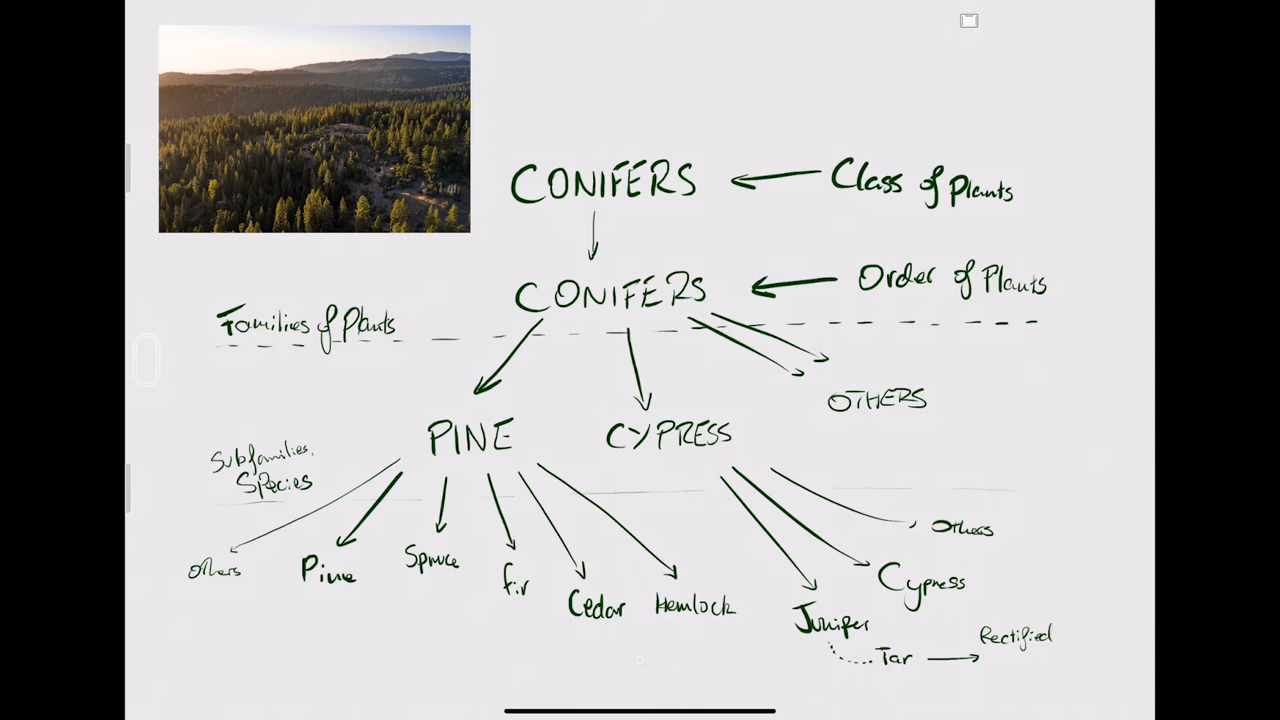 CONIFERS
Class of Plants
CONIFERS
Order of Plants
Families of Plants
OTHERS
PINE
CYPRESS
Subfamilies,
Species
Others
Pine
Spruce
fir
Cedar
Hemlock
Juniper
Cypress
Others
Tar
Rectified